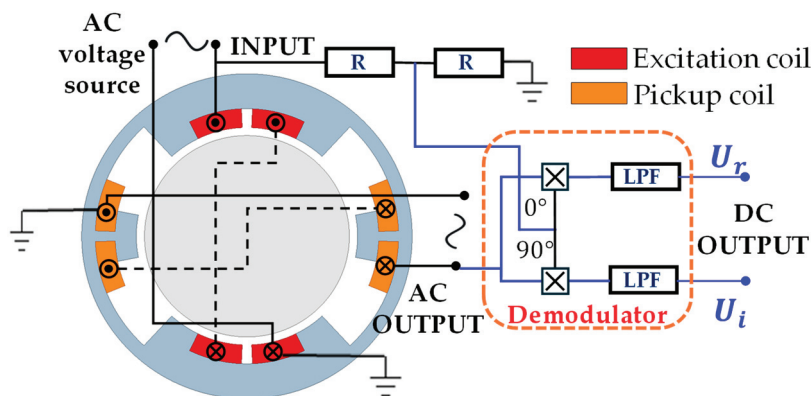 AC
voltage
source
INPUT
R
R
Excitation coil
Pickup coil
0°
90°
LPF
LPF
U_r
DC
OUTPUT
U_i
AC
OUTPUT
Demodulator